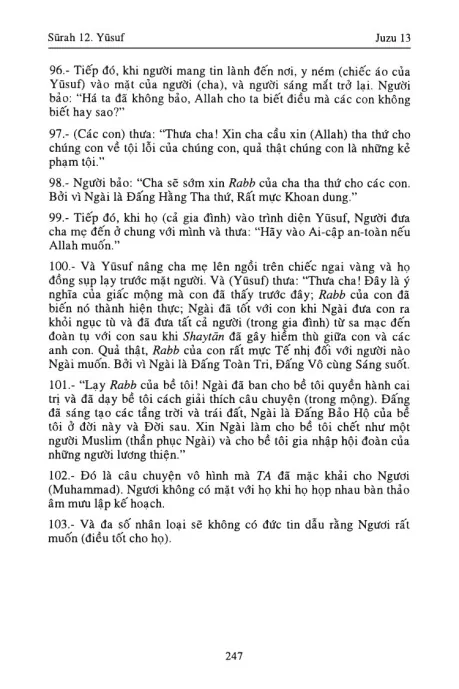 Sūrah 12. Yūsuf Juzu 13
96.- Tiếp đó, khi người mang tin lành đến nơi, y ném (chiếc áo của
Yūsuf) vào mặt của người (cha), và người sáng mắt trở lại. Người
bảo: “Há ta đã không bảo, Allah cho ta biết điều mà các con không
biết hay sao?”
97.- (Các con) thưa: “Thưa cha! Xin cha cầu xin (Allah) tha thứ cho
chúng con về tội lỗi của chúng con, quả thật chúng con là những kẻ
phạm tội.”
98.- Người bảo: “Cha sẽ sớm xin Rabb của cha tha thứ cho các con.
Bởi vì Ngài là Đấng Hằng Tha thứ, Rất mực Khoan dung.”
99.- Tiếp đó, khi họ (cả gia đình) vào trình diện Yūsuf, Người đưa
cha mẹ đến ở chung với mình và thưa: “Hãy vào Ai-cập an-toàn nếu
Allah muốn.”
100.- Và Yūsuf nâng cha mẹ lên ngồi trên chiếc ngai vàng và họ
đồng sụp lạy trước mặt người. Và (Yūsuf) thưa: “Thưa cha! Đây là ý
nghĩa của giấc mộng mà con đã thấy trước đây; Rabb của con đã
biến nó thành hiện thực; Ngài đã tốt với con khi Ngài đưa con ra
khỏi ngục tù và đã đưa tất cả người (trong gia đình) từ sa mạc đến
đoàn tụ với con sau khi Shaytān đã gây hiềm thù giữa con và các
anh con. Quả thật, Rabb của con rất mực Tế nhị đối với người nào
Ngài muốn. Bởi vì Ngài là Đấng Toàn Tri, Đấng Vô cùng Sáng suốt.
101.- “Lạy Rabb của bề tôi! Ngài đã ban cho bề tôi quyền hành cai
trị và đã dạy bề tôi cách giải thích câu chuyện (trong mộng). Đấng
đã sáng tạo các tầng trời và trái đất, Ngài là Đấng Bảo Hộ của bề
tôi ở đời này và Đời sau. Xin Ngài làm cho bề tôi chết như một
người Muslim (thần phục Ngài) và cho bề tôi gia nhập hội đoàn của
những người lương thiện.”
102.- Đó là câu chuyện vô hình mà TA đã mặc khải cho Ngươi
(Muhammad). Ngươi không có mặt với họ khi họ họp nhau bàn thảo
âm mưu lập kế hoạch.
103.- Và đa số nhân loại sẽ không có đức tin dẫu rằng Ngươi rất
muốn (điều tốt cho họ).
247